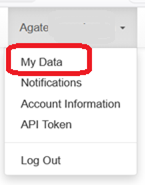 Agate
My Data
Notifications
Account Information
API Token
Log Out